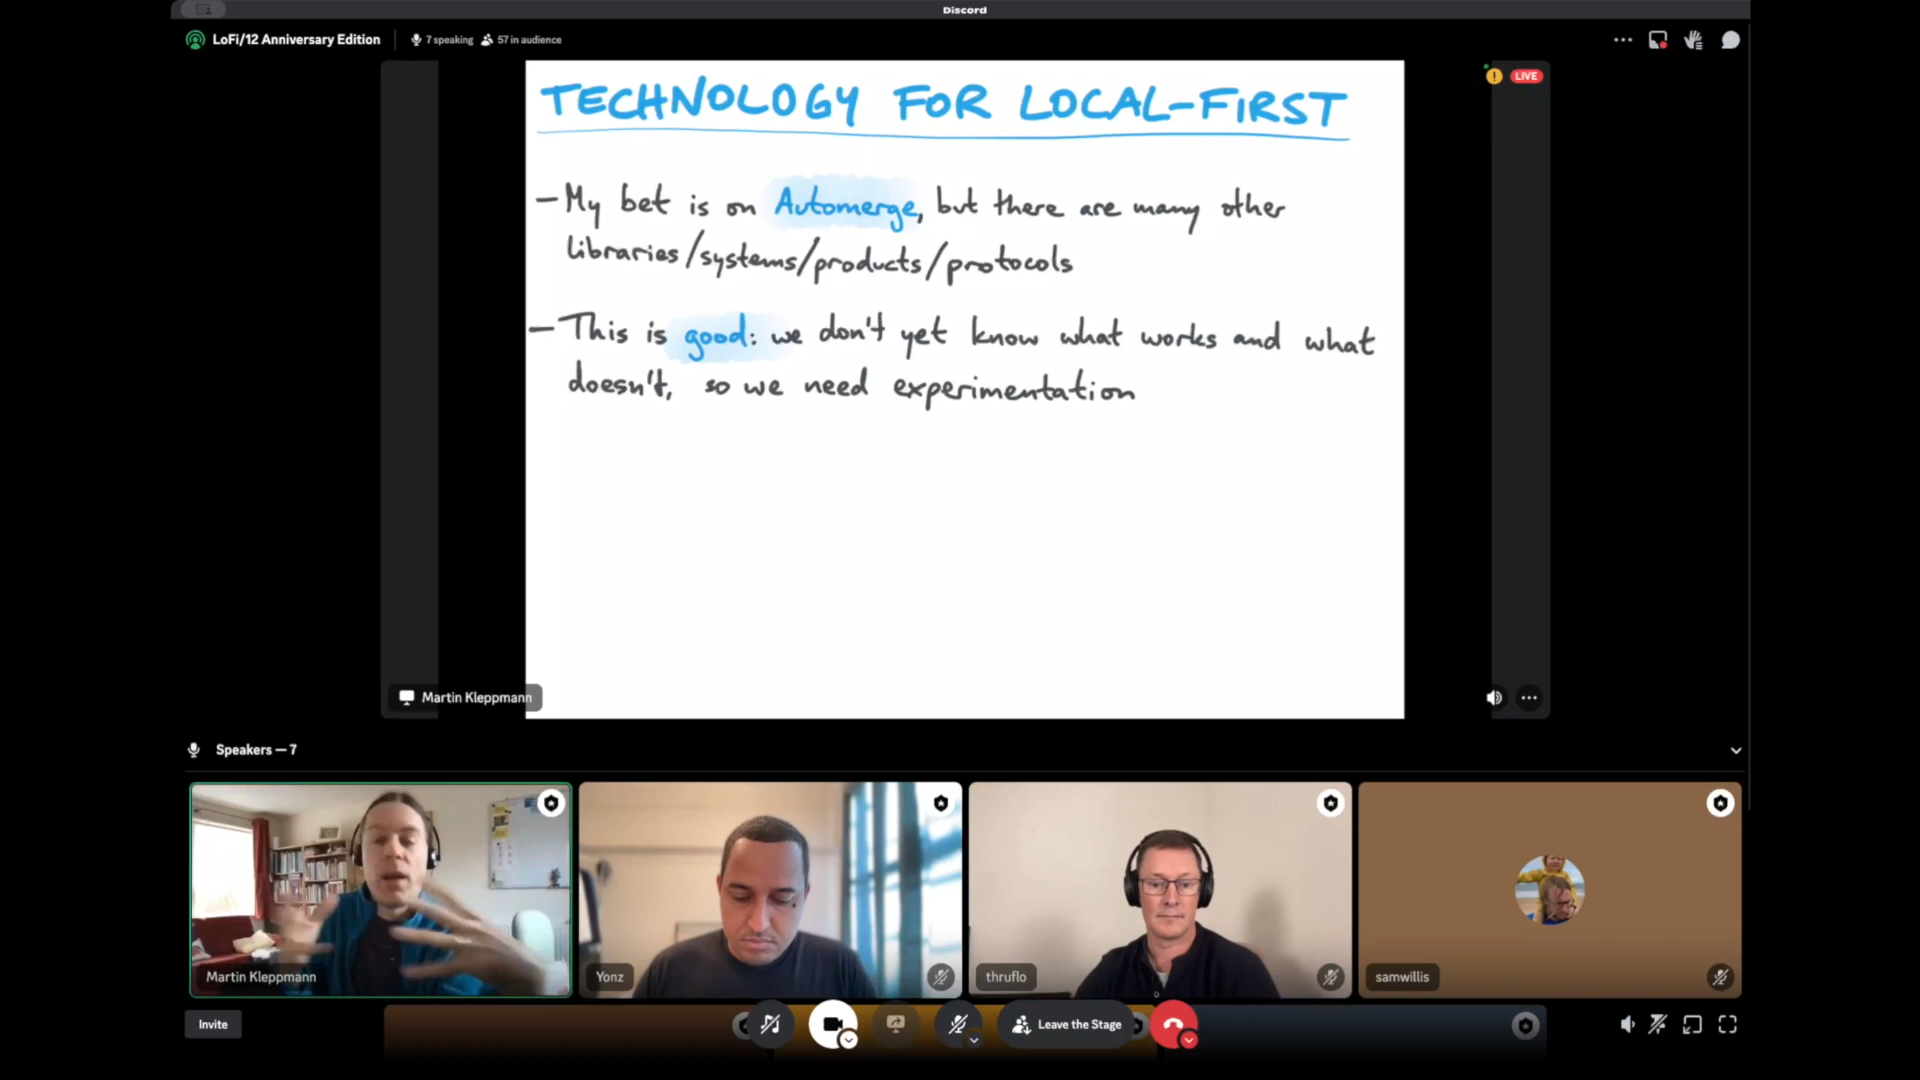 Discord
LoFi/12 Anniversary Edition
7 speaking
57 in audience
LIVE
TECHNOLOGY FOR LOCAL-FIRST
– My bet is on Automerge, but there are many other
libraries/systems/products/protocols
– This is good: we don't yet know what works and what
doesn't, so we need experimentation
Martin Kleppmann
Speakers — 7
Martin Kleppmann
Yonz
thruflo
samwillis
Invite
Leave the Stage